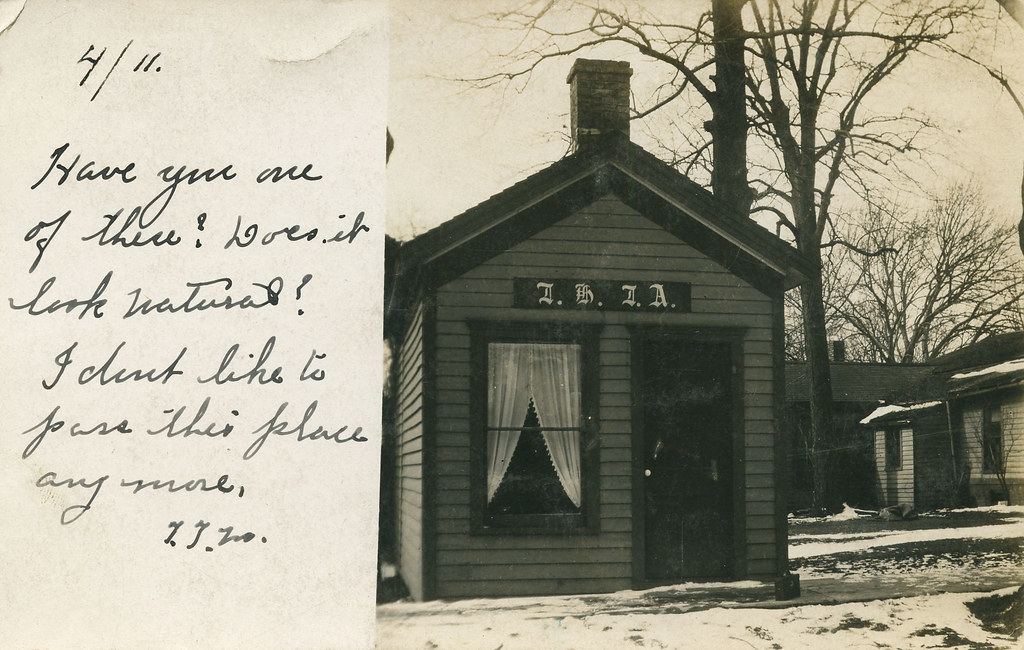 4/11.
Have you one
of these? Does it
look natural?
I dont like to
pass this place
any more,
I. H. I. A.